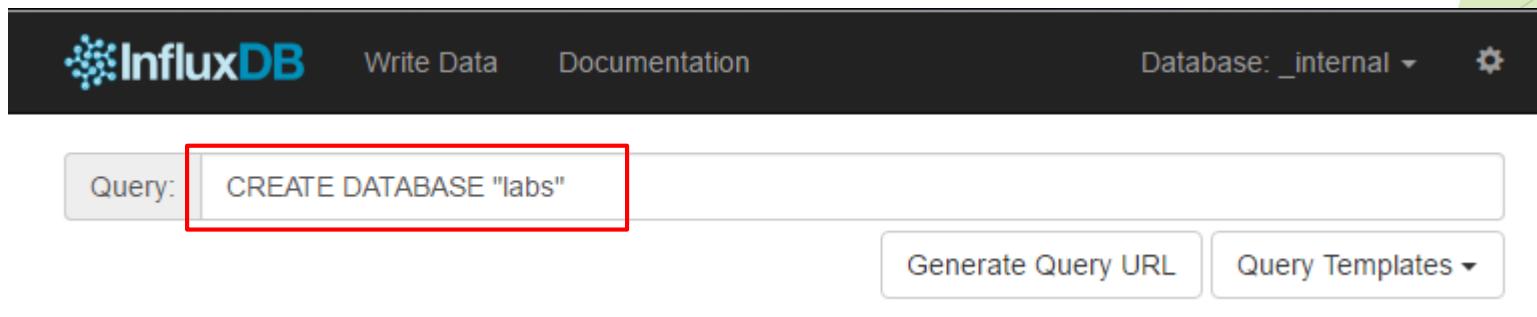 InfluxDB Write Data Documentation Database: _internal
Query: CREATE DATABASE "labs"
Generate Query URL Query Templates